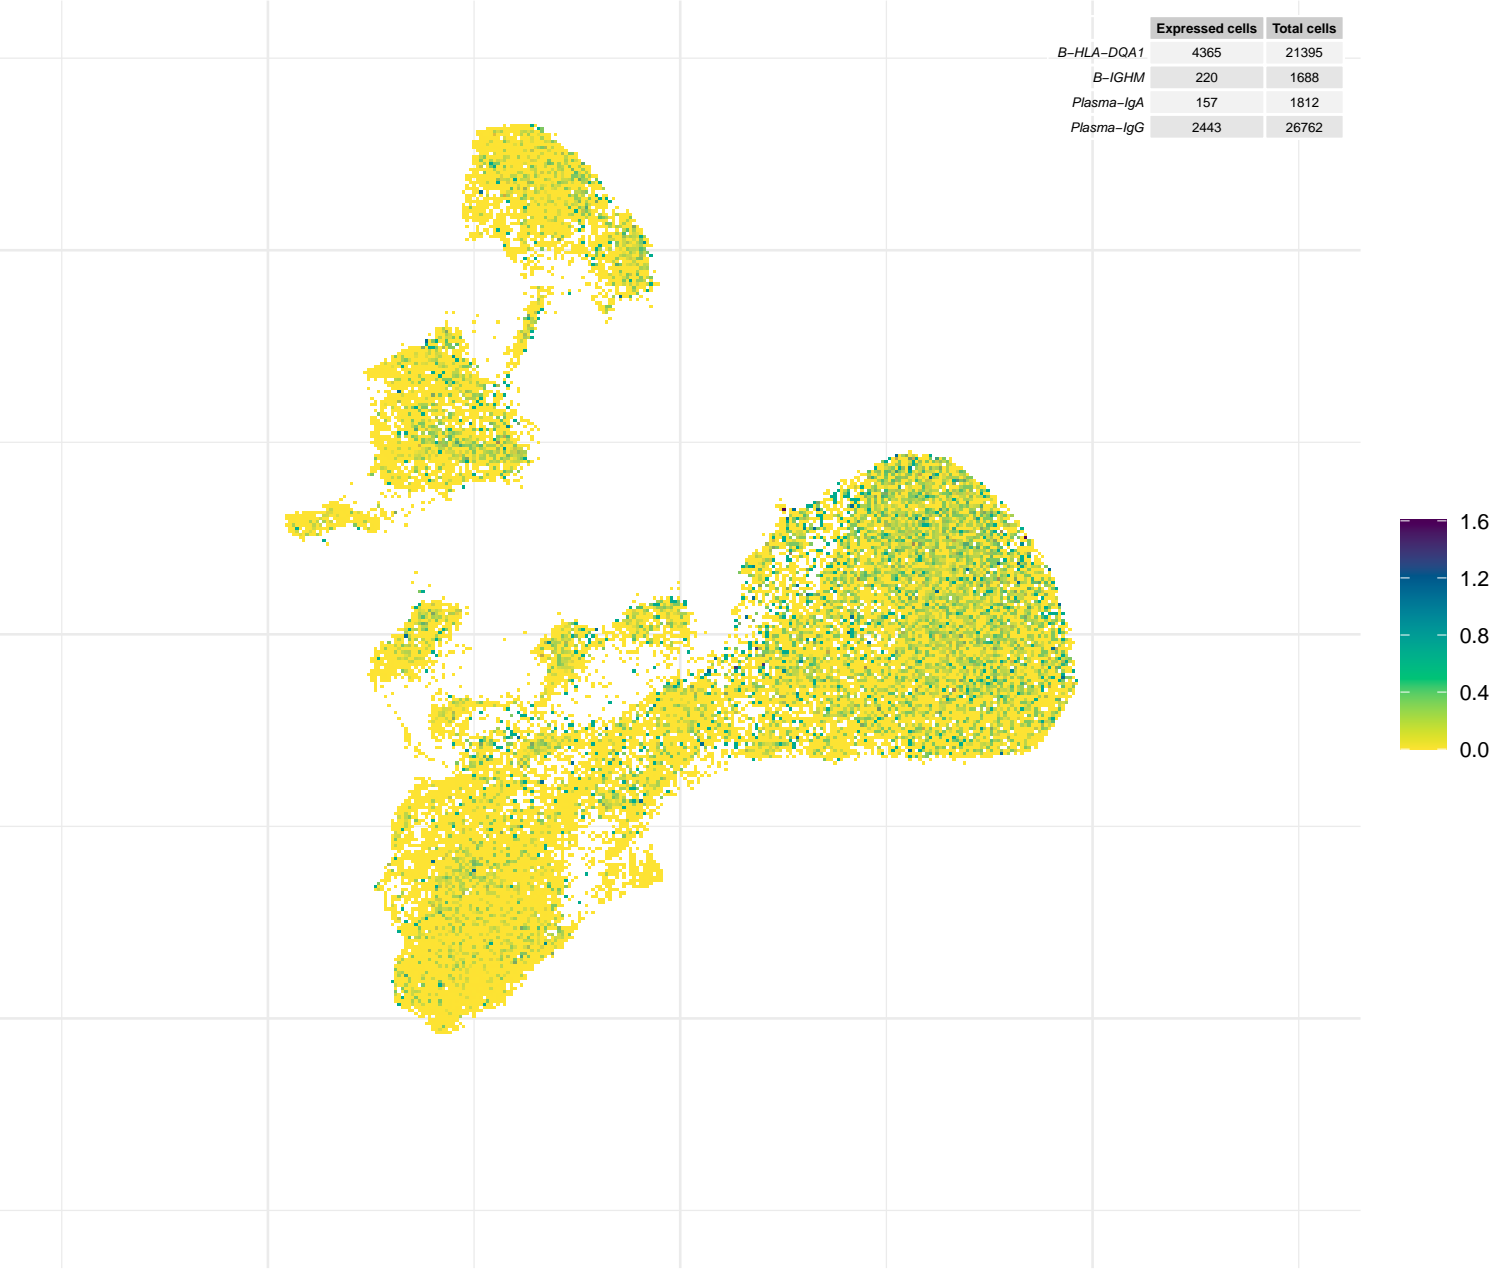 Expressed cells Total cells
B−HLA−DQA1 4365 21395
B−IGHM 220 1688
Plasma−IgA 157 1812
Plasma−IgG 2443 26762
1.6
1.2
0.8
0.4
0.0